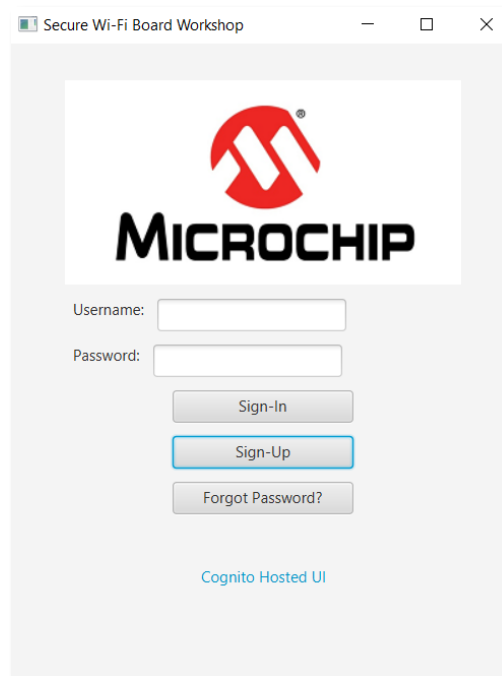 Secure Wi-Fi Board Workshop
®
MICROCHIP
Username:
Password:
Sign-In
Sign-Up
Forgot Password?
Cognito Hosted UI